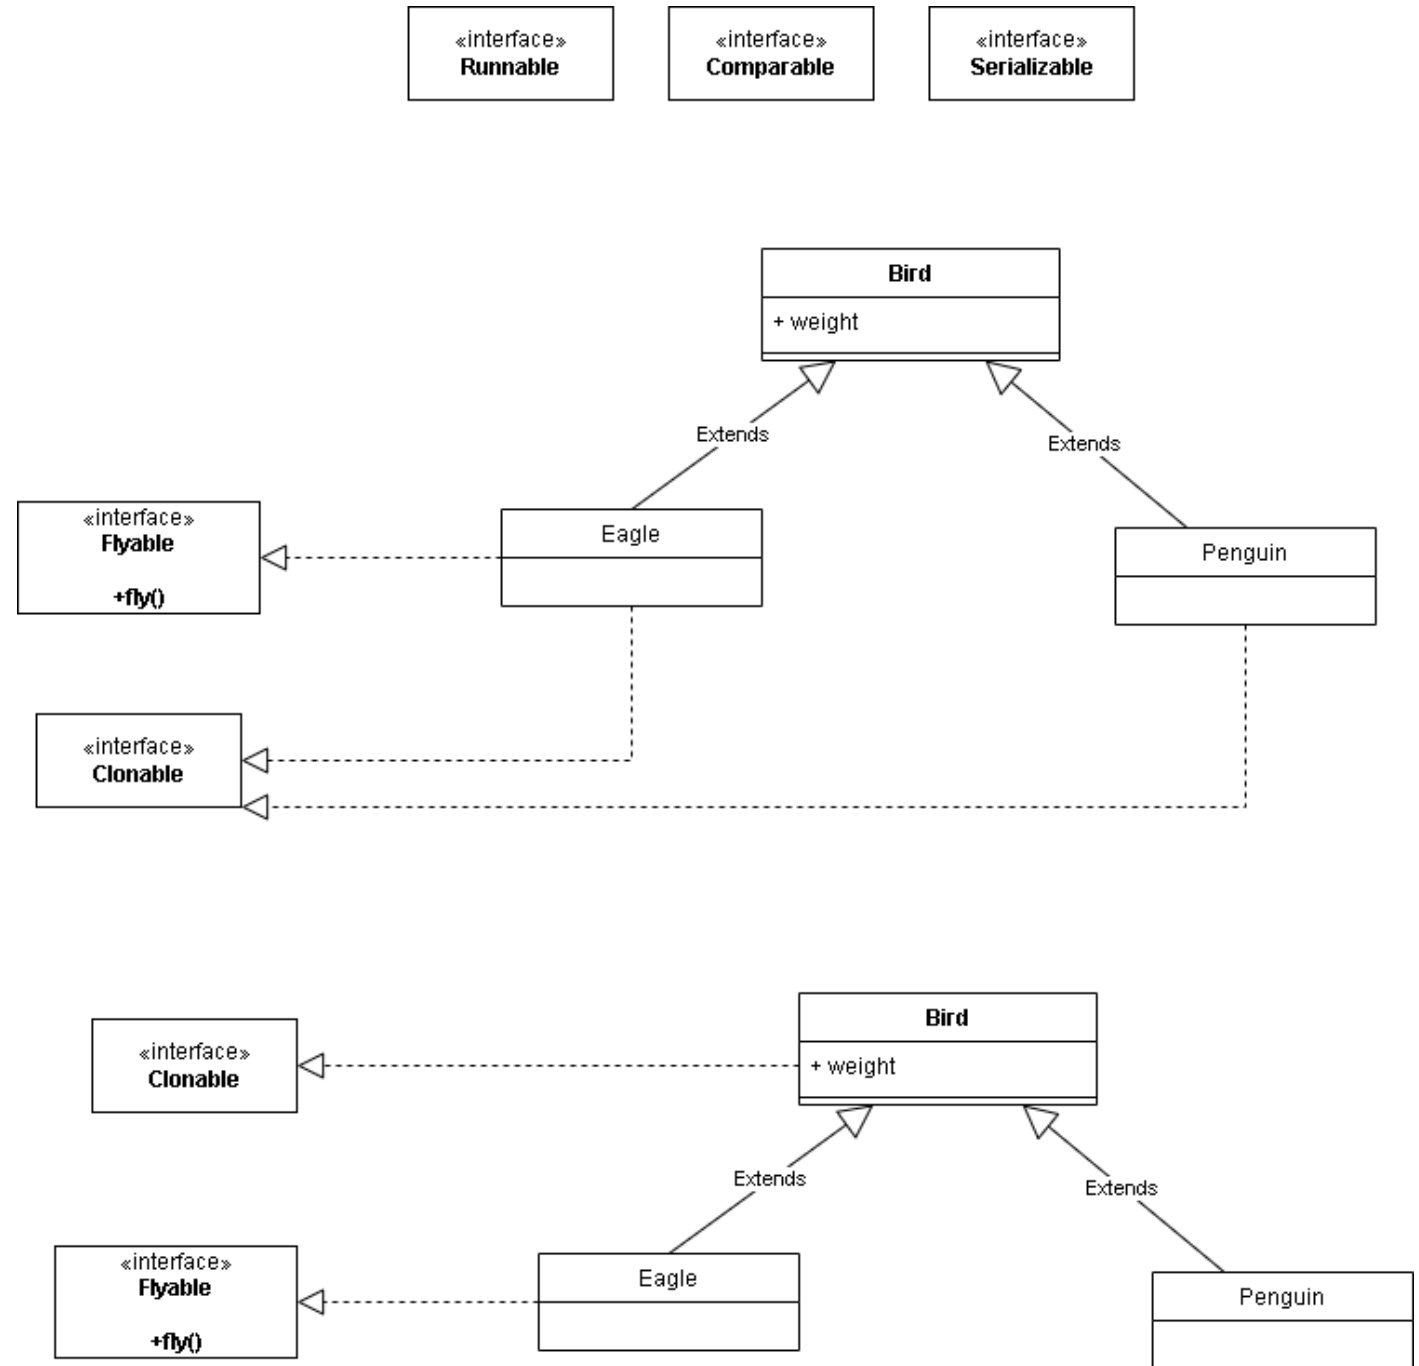 «interface»
Runnable
«interface»
Comparable
«interface»
Serializable
Bird
+ weight
Extends
Extends
«interface»
Flyable
+fly()
Eagle
Penguin
«interface»
Clonable
Bird
+ weight
«interface»
Clonable
Extends
Extends
«interface»
Flyable
+fly()
Eagle
Penguin